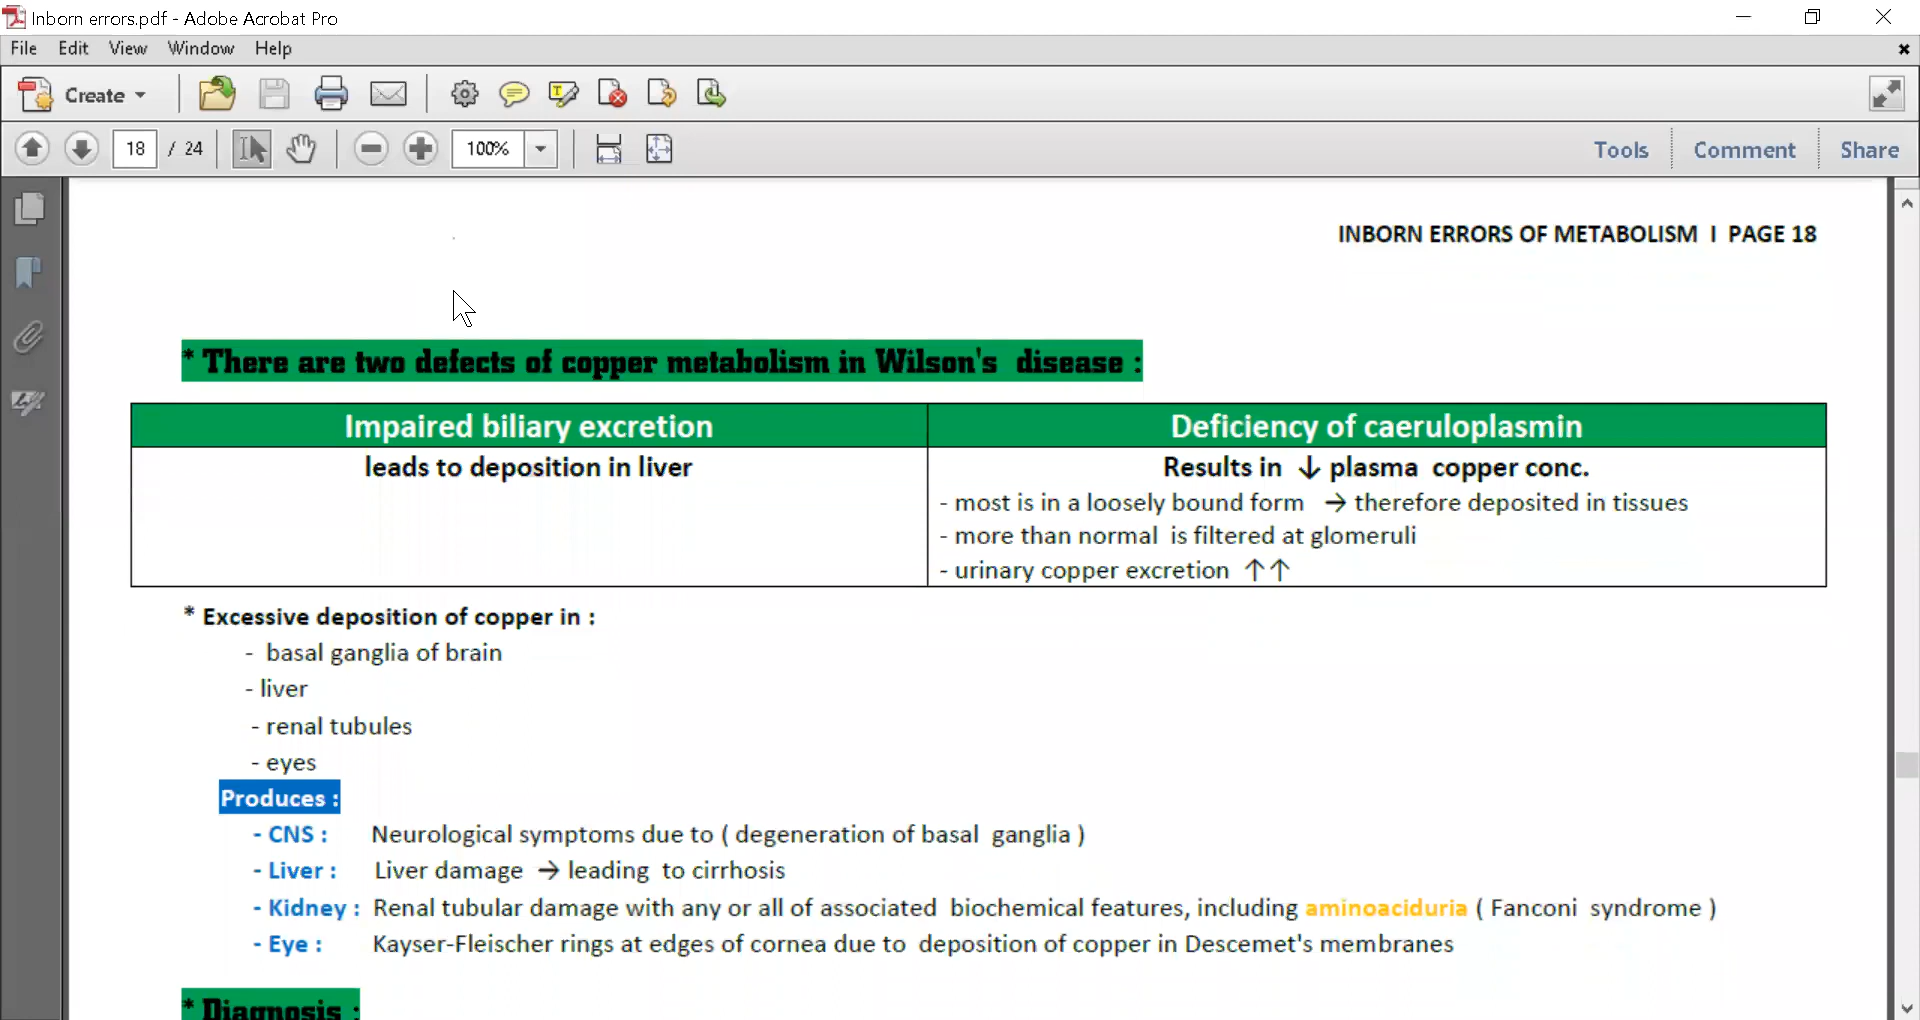 Inborn errors.pdf - Adobe Acrobat Pro
File Edit View Window Help
Create
18 / 24 100% Tools Comment Share
INBORN ERRORS OF METABOLISM I PAGE 18
* There are two defects of copper metabolism in Wilson's disease :
Impaired biliary excretion
leads to deposition in liver
Deficiency of caeruloplasmin
Results in ↓ plasma copper conc.
- most is in a loosely bound form → therefore deposited in tissues
- more than normal is filtered at glomeruli
- urinary copper excretion ↑↑
* Excessive deposition of copper in :
- basal ganglia of brain
- liver
- renal tubules
- eyes
Produces :
- CNS : Neurological symptoms due to ( degeneration of basal ganglia )
- Liver : Liver damage → leading to cirrhosis
- Kidney : Renal tubular damage with any or all of associated biochemical features, including aminoaciduria ( Fanconi syndrome )
- Eye : Kayser-Fleischer rings at edges of cornea due to deposition of copper in Descemet's membranes
* Diagnosis :